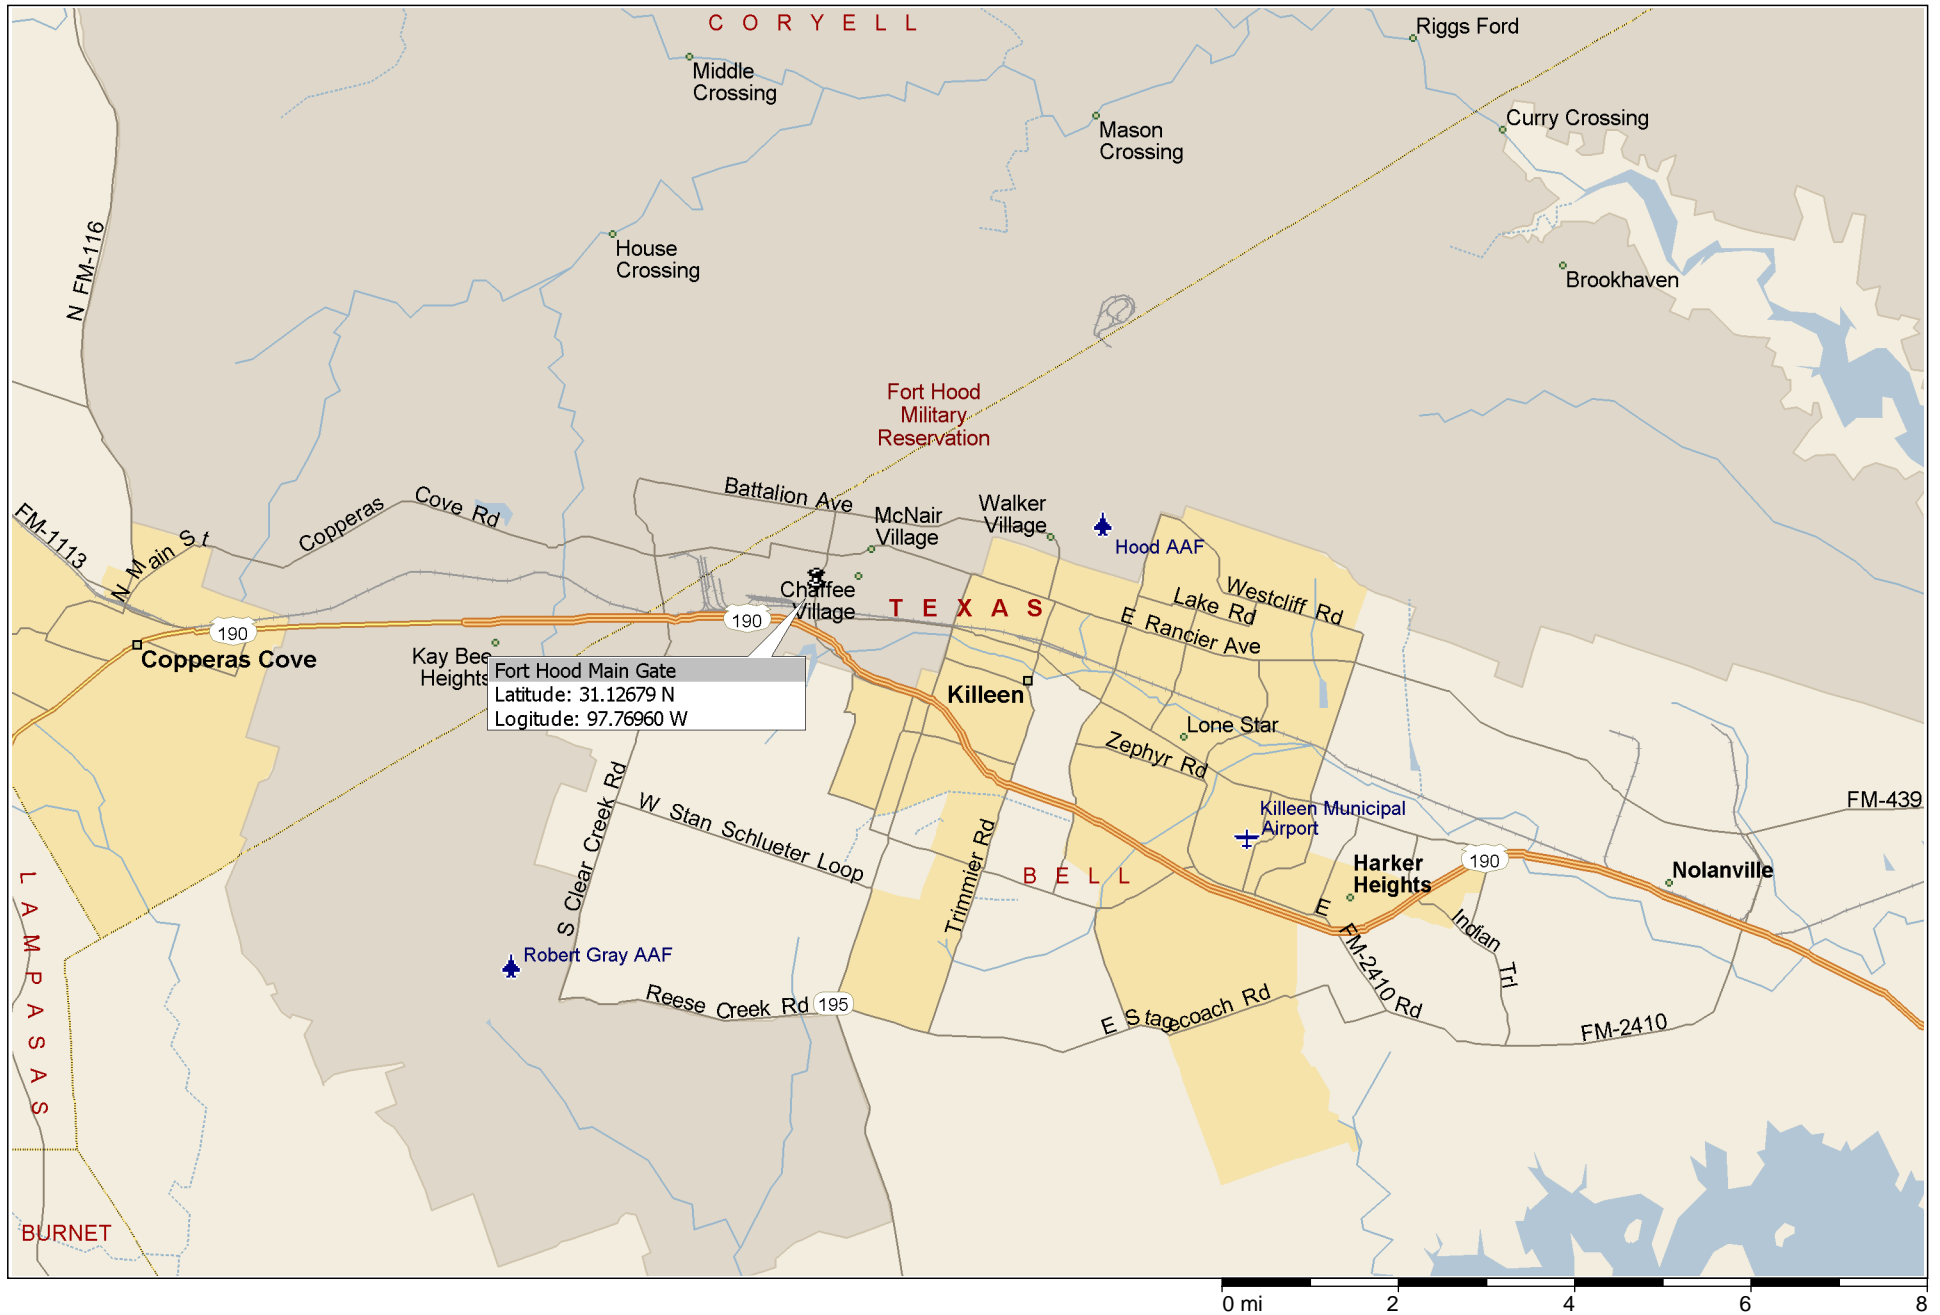 CORYELL
Riggs Ford
Middle
Crossing
Curry Crossing
Mason
Crossing
N FM-116
House
Crossing
Brookhaven
Fort Hood
Military
Reservation
Battalion Ave
Copperas Cove Rd
McNair
Village
Walker
Village
Hood AAF
FM-1113
N Main St
Chaffee
Village
TEXAS
Westcliff Rd
Lake Rd
E Rancier Ave
190
190
Copperas Cove
Kay Bee
Heights
Fort Hood Main Gate
Latitude: 31.12679 N
Logitude: 97.76960 W
Killeen
Lone Star
Zephyr Rd
S Clear Creek Rd
W Stan Schlueter Loop
Trimmier Rd
Killeen Municipal
Airport
FM-439
BELL
Harker
Heights
190
Nolanville
LAMPASAS
E FM-2410 Rd
Indian Trl
Robert Gray AAF
Reese Creek Rd
195
E Stagecoach Rd
FM-2410
BURNET
0 mi 2 4 6 8